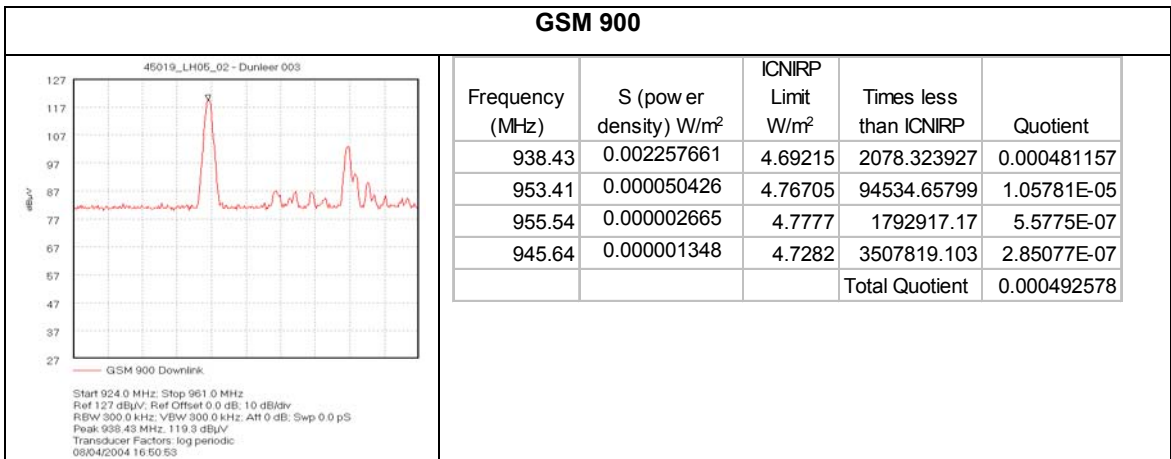 GSM 900
45019_LH05_02 - Dunleer 003
127
117
107
97
87
77
67
57
47
37
27
dBµV
GSM 900 Downlink
Start 924.0 MHz; Stop 961.0 MHz
Ref 127 dBµV; Ref Offset 0.0 dB; 10 dB/div
RBW 300.0 kHz; VBW 300.0 kHz; Att 0 dB; Swp 0.0 pS
Peak 938.43 MHz, 119.3 dBµV
Transducer Factors: log periodic
08/04/2004 16:50:53
Frequency (MHz) S (pow er density) W/m² ICNIRP Limit W/m² Times less than ICNIRP Quotient
938.43 0.002257661 4.69215 2078.323927 0.000481157
953.41 0.000050426 4.76705 94534.65799 1.05781E-05
955.54 0.000002665 4.7777 1792917.17 5.5775E-07
945.64 0.000001348 4.7282 3507819.103 2.85077E-07
Total Quotient 0.000492578